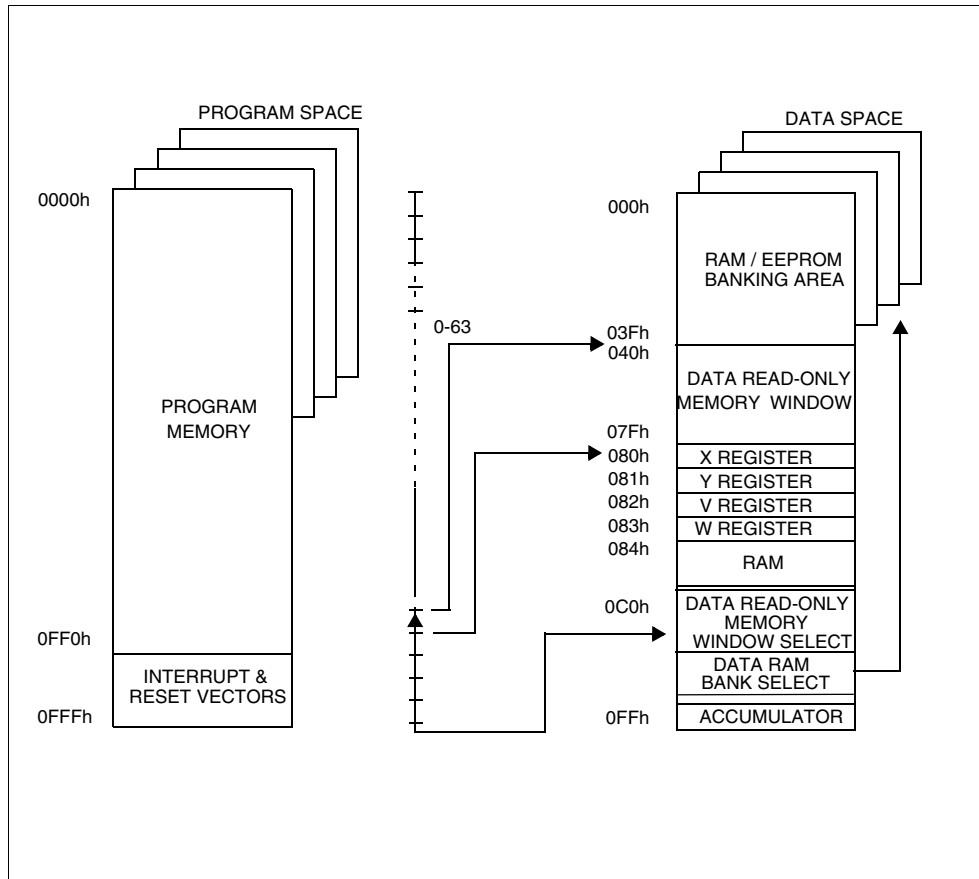 PROGRAM SPACE
0000h
PROGRAM
MEMORY
0FF0h
INTERRUPT &
RESET VECTORS
0FFFh
0-63
DATA SPACE
000h
RAM / EEPROM
BANKING AREA
03Fh
040h
DATA READ-ONLY
MEMORY WINDOW
07Fh
080h
X REGISTER
081h
Y REGISTER
082h
V REGISTER
083h
W REGISTER
084h
RAM
0C0h
DATA READ-ONLY
MEMORY
WINDOW SELECT
DATA RAM
BANK SELECT
0FFh
ACCUMULATOR